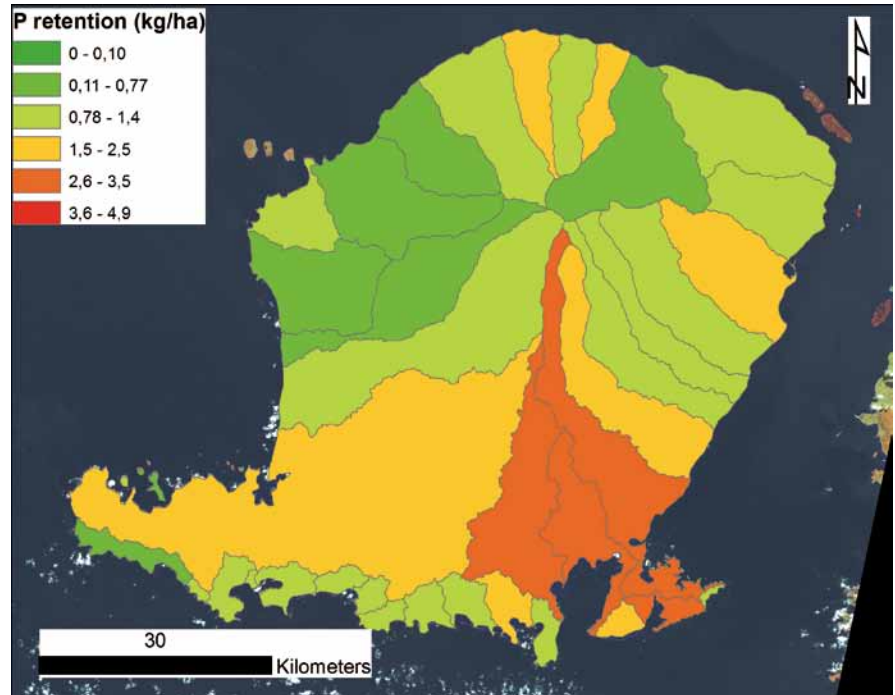 P retention (kg/ha)
0 - 0,10
0,11 - 0,77
0,78 - 1,4
1,5 - 2,5
2,6 - 3,5
3,6 - 4,9
N
30
Kilometers